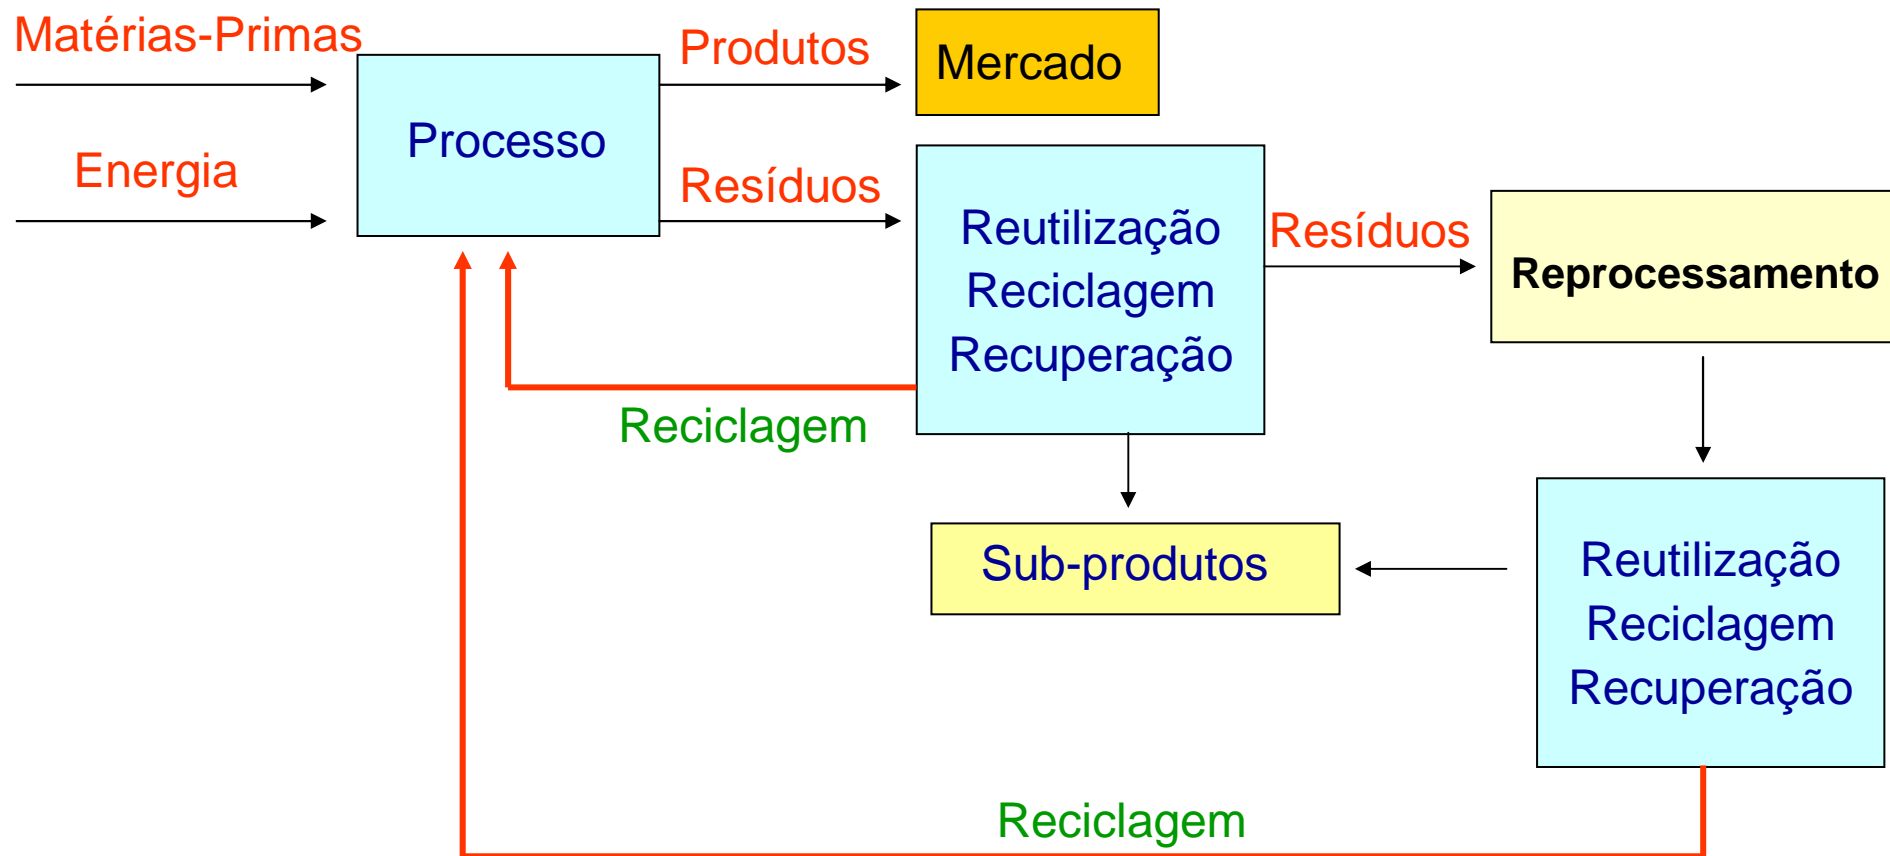 Matérias-Primas
Produtos
Mercado
Processo
Energia
Resíduos
Reutilização
Reciclagem
Recuperação
Resíduos
Reprocessamento
Reciclagem
Sub-produtos
Reutilização
Reciclagem
Recuperação
Reciclagem